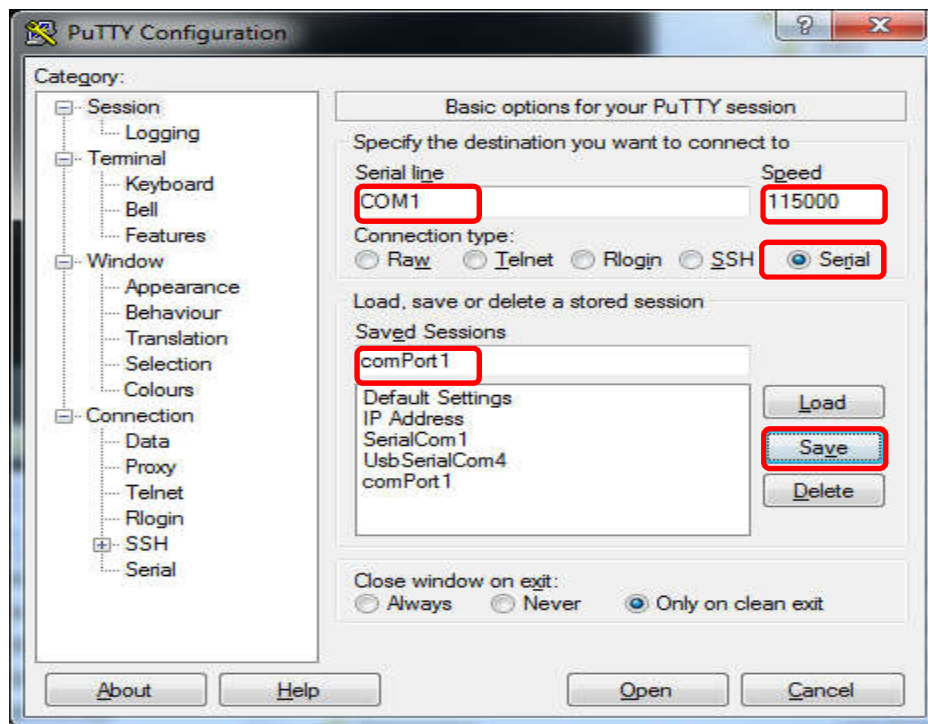 PuTTY Configuration
Category:
Session
Logging
Terminal
Keyboard
Bell
Features
Window
Appearance
Behaviour
Translation
Selection
Colours
Connection
Data
Proxy
Telnet
Rlogin
SSH
Serial
Basic options for your PuTTY session
Specify the destination you want to connect to
Serial line
Speed
COM1
115000
Connection type:
Raw Telnet Rlogin SSH Serial
Load, save or delete a stored session
Saved Sessions
comPort1
Default Settings
IP Address
SerialCom1
UsbSerialCom4
comPort1
Load
Save
Delete
Close window on exit:
Always Never Only on clean exit
About Help Open Cancel